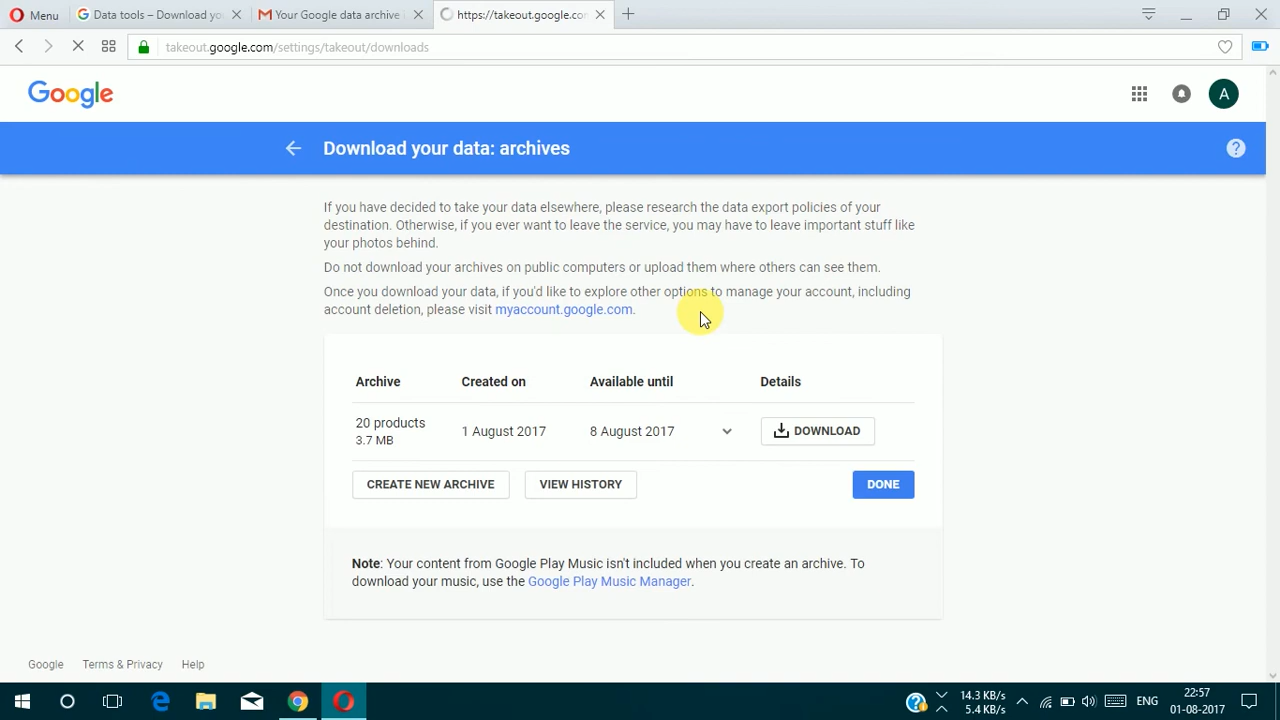 Menu
Data tools – Download yo
Your Google data archive
https://takeout.google.co
takeout.google.com/settings/takeout/downloads
Google
A
Download your data: archives
If you have decided to take your data elsewhere, please research the data export policies of your
destination. Otherwise, if you ever want to leave the service, you may have to leave important stuff like
your photos behind.
Do not download your archives on public computers or upload them where others can see them.
Once you download your data, if you'd like to explore other options to manage your account, including
account deletion, please visit myaccount.google.com.
Archive Created on Available until Details
20 products
3.7 MB
1 August 2017 8 August 2017 DOWNLOAD
CREATE NEW ARCHIVE VIEW HISTORY DONE
Note: Your content from Google Play Music isn't included when you create an archive. To
download your music, use the Google Play Music Manager.
Google Terms & Privacy Help
14.3 KB/s
5.4 KB/s
ENG
22:57
01-08-2017